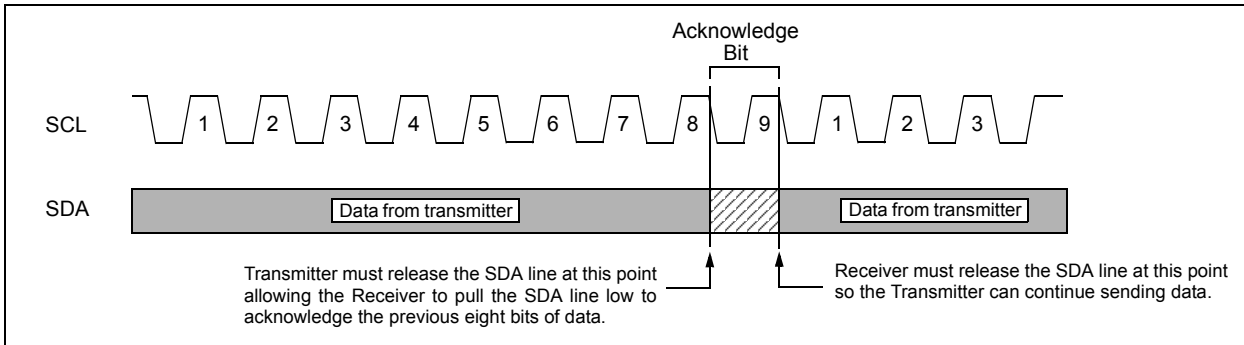 Acknowledge
Bit
SCL
1 2 3 4 5 6 7 8 9 1 2 3
SDA
Data from transmitter
Data from transmitter
Transmitter must release the SDA line at this point
allowing the Receiver to pull the SDA line low to
acknowledge the previous eight bits of data.
Receiver must release the SDA line at this point
so the Transmitter can continue sending data.